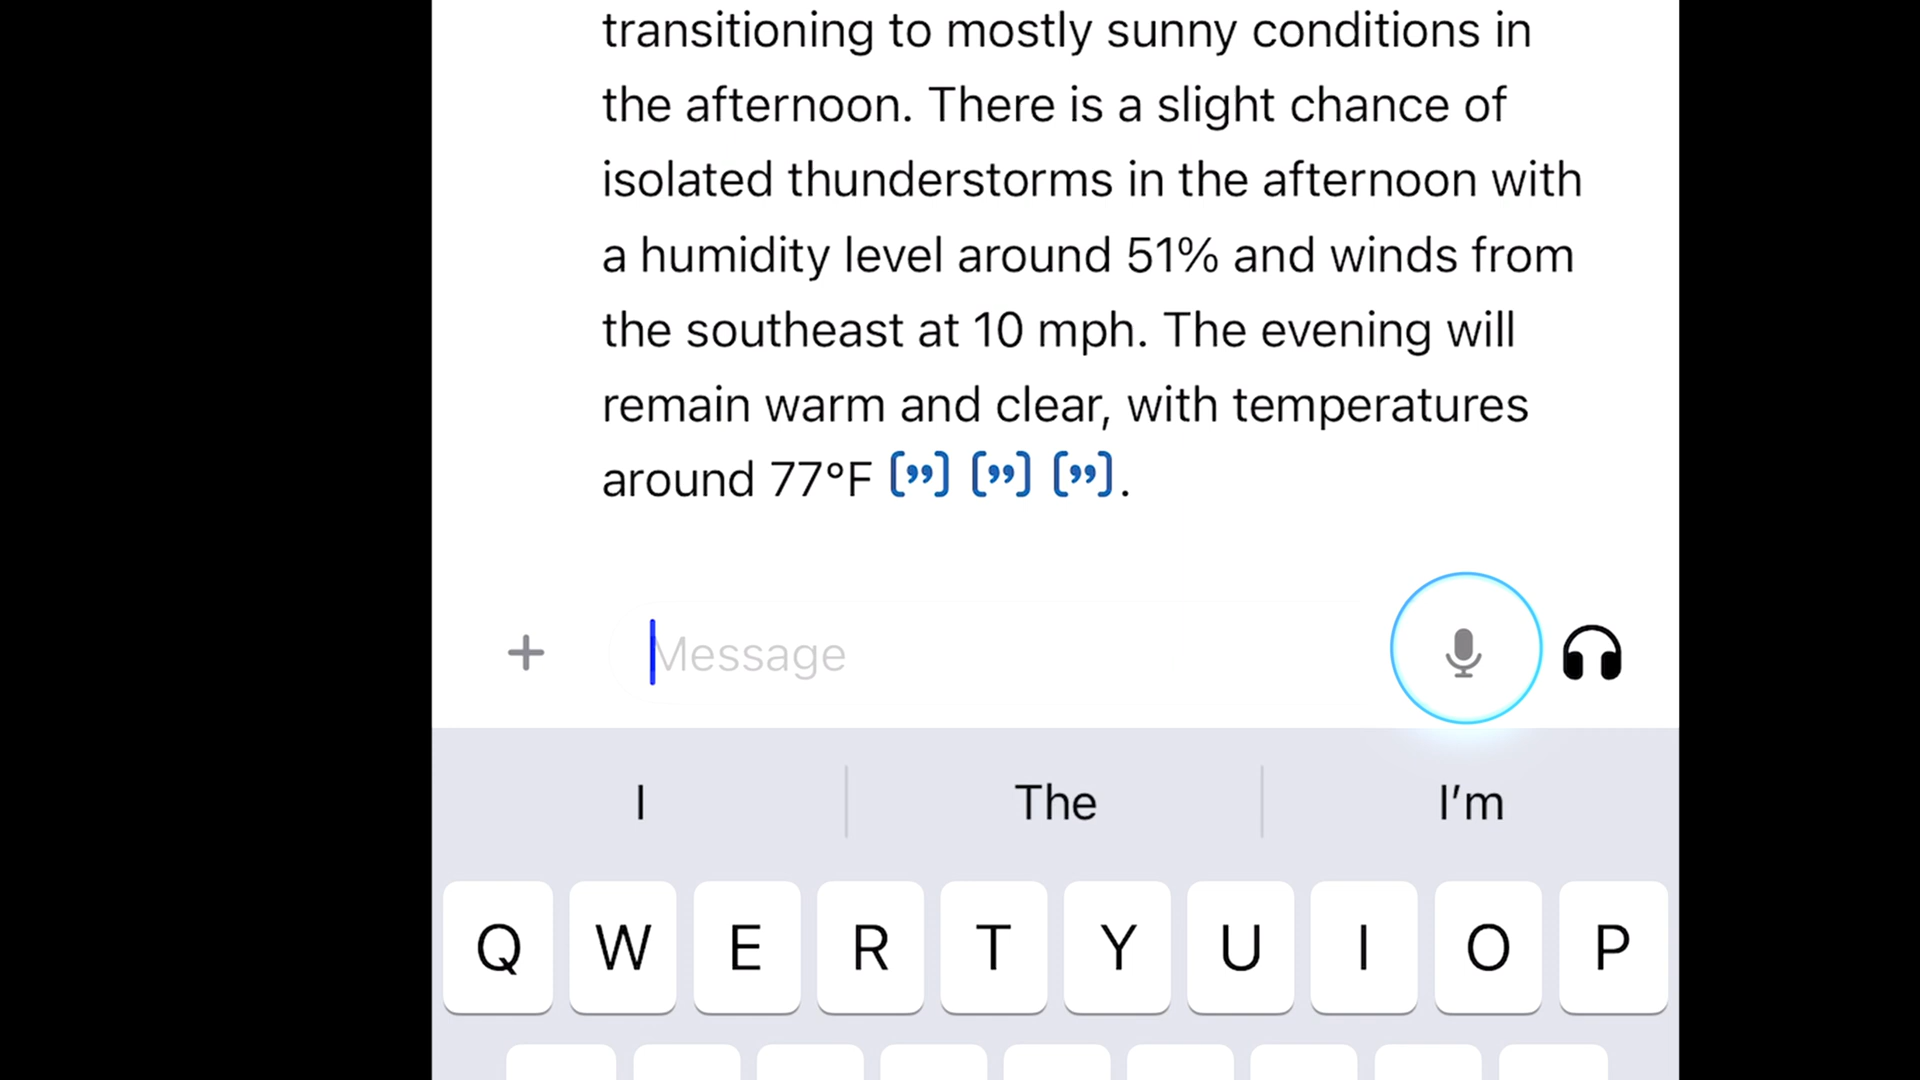 transitioning to mostly sunny conditions in
the afternoon. There is a slight chance of
isolated thunderstorms in the afternoon with
a humidity level around 51% and winds from
the southeast at 10 mph. The evening will
remain warm and clear, with temperatures
around 77°F [”] [”] [”].
Message
I The I’m
Q W E R T Y U I O P